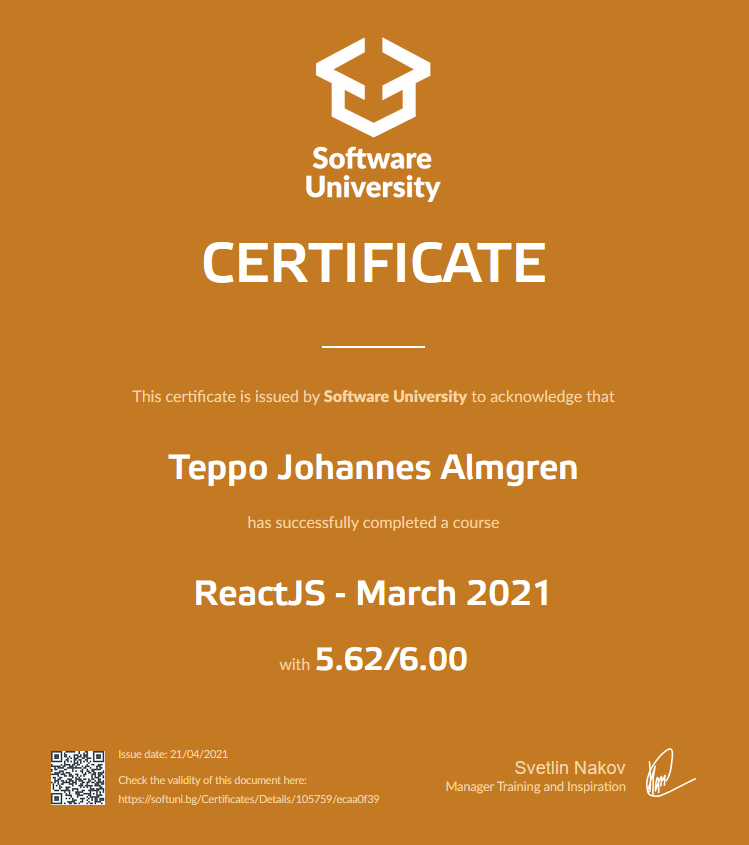 Software
University
CERTIFICATE
This certificate is issued by Software University to acknowledge that
Teppo Johannes Almgren
has successfully completed a course
ReactJS - March 2021
with 5.62/6.00
Issue date: 21/04/2021
Check the validity of this document here:
https://softuni.bg/Certificates/Details/105759/ecaa0f39
Svetlin Nakov
Manager Training and Inspiration